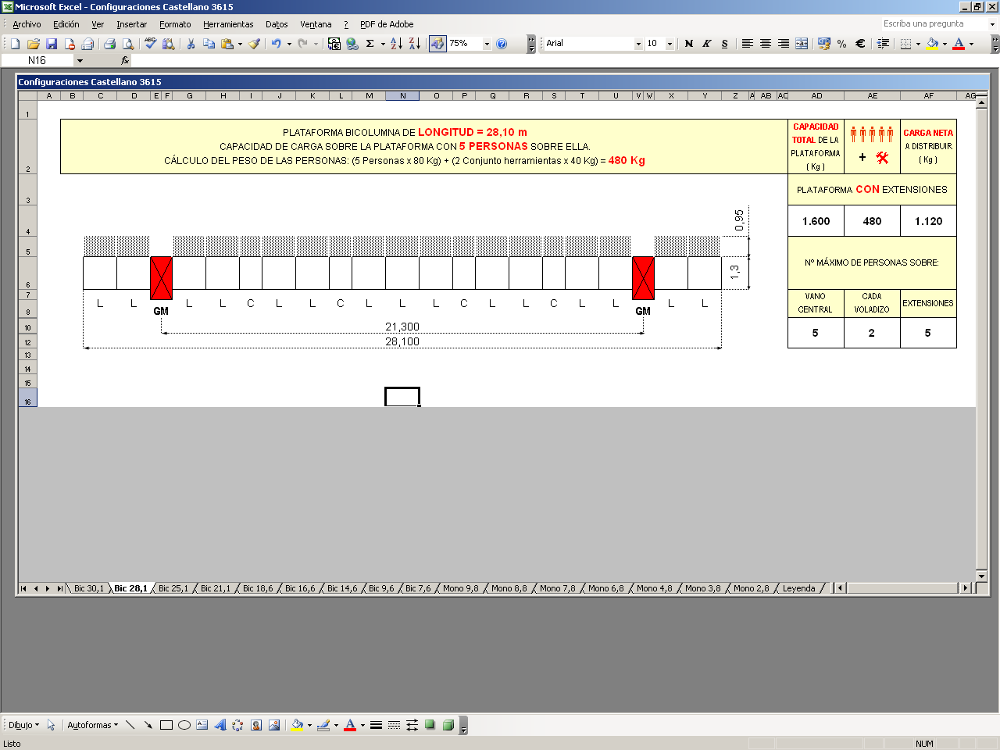 Microsoft Excel - Configuraciones Castellano 3615
Archivo Edición Ver Insertar Formato Herramientas Datos Ventana ? PDF de Adobe
Escriba una pregunta
75%
Arial
10
N K S
% €
N16
fx
Configuraciones Castellano 3615
A B C D E F G H I J K L M N O P Q R S T U V W X Y Z A AB AC AD AE AF AG
1
2
3
4
5
6
7
8
10
12
13
14
15
16
PLATAFORMA BICOLUMNA DE LONGITUD = 28,10 m
CAPACIDAD DE CARGA SOBRE LA PLATAFORMA CON 5 PERSONAS SOBRE ELLA.
CÁLCULO DEL PESO DE LAS PERSONAS: (5 Personas x 80 Kg) + (2 Conjunto herramientas x 40 Kg) = 480 Kg
CAPACIDAD
TOTAL DE LA
PLATAFORMA
( Kg )
+
CARGA NETA
A DISTRIBUIR
( Kg )
PLATAFORMA CON EXTENSIONES
1.600 480 1.120
Nº MÁXIMO DE PERSONAS SOBRE:
VANO
CENTRAL
CADA
VOLADIZO
EXTENSIONES
5 2 5
0,95
1,3
L L L L C L L C L L L C L L C L L L L
GM GM
21,300
28,100
Bic 30,1 Bic 28,1 Bic 25,1 Bic 21,1 Bic 18,6 Bic 16,6 Bic 14,6 Bic 9,6 Bic 7,6 Mono 9,8 Mono 8,8 Mono 7,8 Mono 6,8 Mono 4,8 Mono 3,8 Mono 2,8 Leyenda
Dibujo Autoformas
Listo
NUM